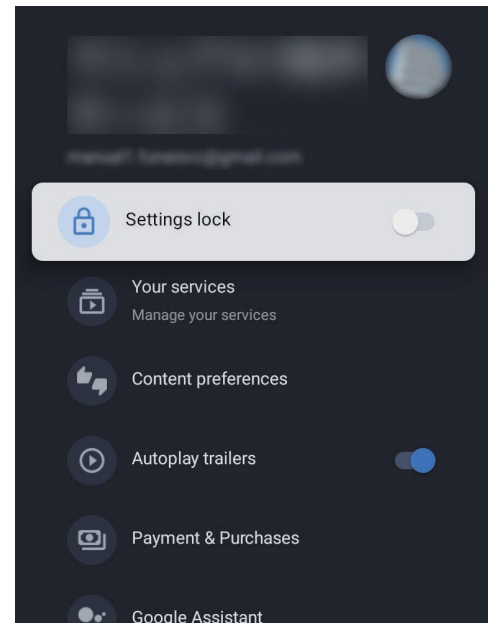 Settings lock
Your services
Manage your services
Content preferences
Autoplay trailers
Payment & Purchases
Google Assistant